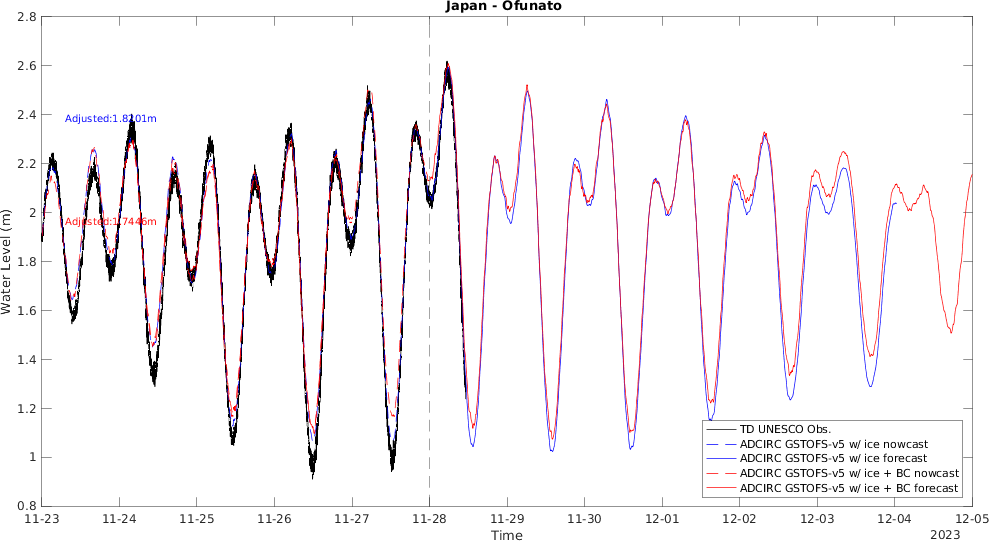 Japan - Ofunato
2.8
2.6
2.4
2.2
2
1.8
1.6
1.4
1.2
1
0.8
Water Level (m)
Adjusted:1.8201m
Adjusted:1.7446m
TD UNESCO Obs.
ADCIRC GSTOFS-v5 w/ ice nowcast
ADCIRC GSTOFS-v5 w/ ice forecast
ADCIRC GSTOFS-v5 w/ ice + BC nowcast
ADCIRC GSTOFS-v5 w/ ice + BC forecast
11-23 11-24 11-25 11-26 11-27 11-28 11-29 11-30 12-01 12-02 12-03 12-04 12-05
Time
2023